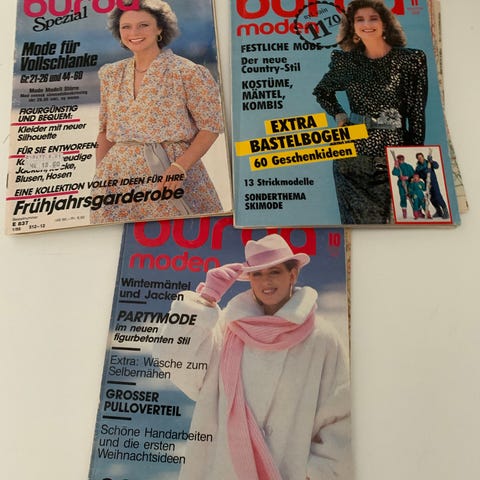 burda
Spezial
Mode für
Vollschlanke
Gr. 21-26 und 44-60
FIGURGÜNSTIG
UND BEQUEM:
Kleider mit neuer
Silhouette
FÜR SIE ENTWORFEN:
Blusen, Hosen
EINE KOLLEKTION VOLLER IDEEN FÜR IHRE
Frühjahrsgarderobe
E 837
burda
moden
11
FESTLICHE MODE
Der neue
Country-Stil
KOSTÜME,
MÄNTEL,
KOMBIS
EXTRA
BASTELBOGEN
60 Geschenkideen
13 Strickmodelle
SONDERTHEMA
SKIMODE
burda
moden
10
Wintermäntel
und Jacken
PARTYMODE
im neuen
figurbetonten Stil
Extra: Wäsche zum
Selbernähen
GROSSER
PULLOVERTEIL
Schöne Handarbeiten
und die ersten
Weihnachtsideen